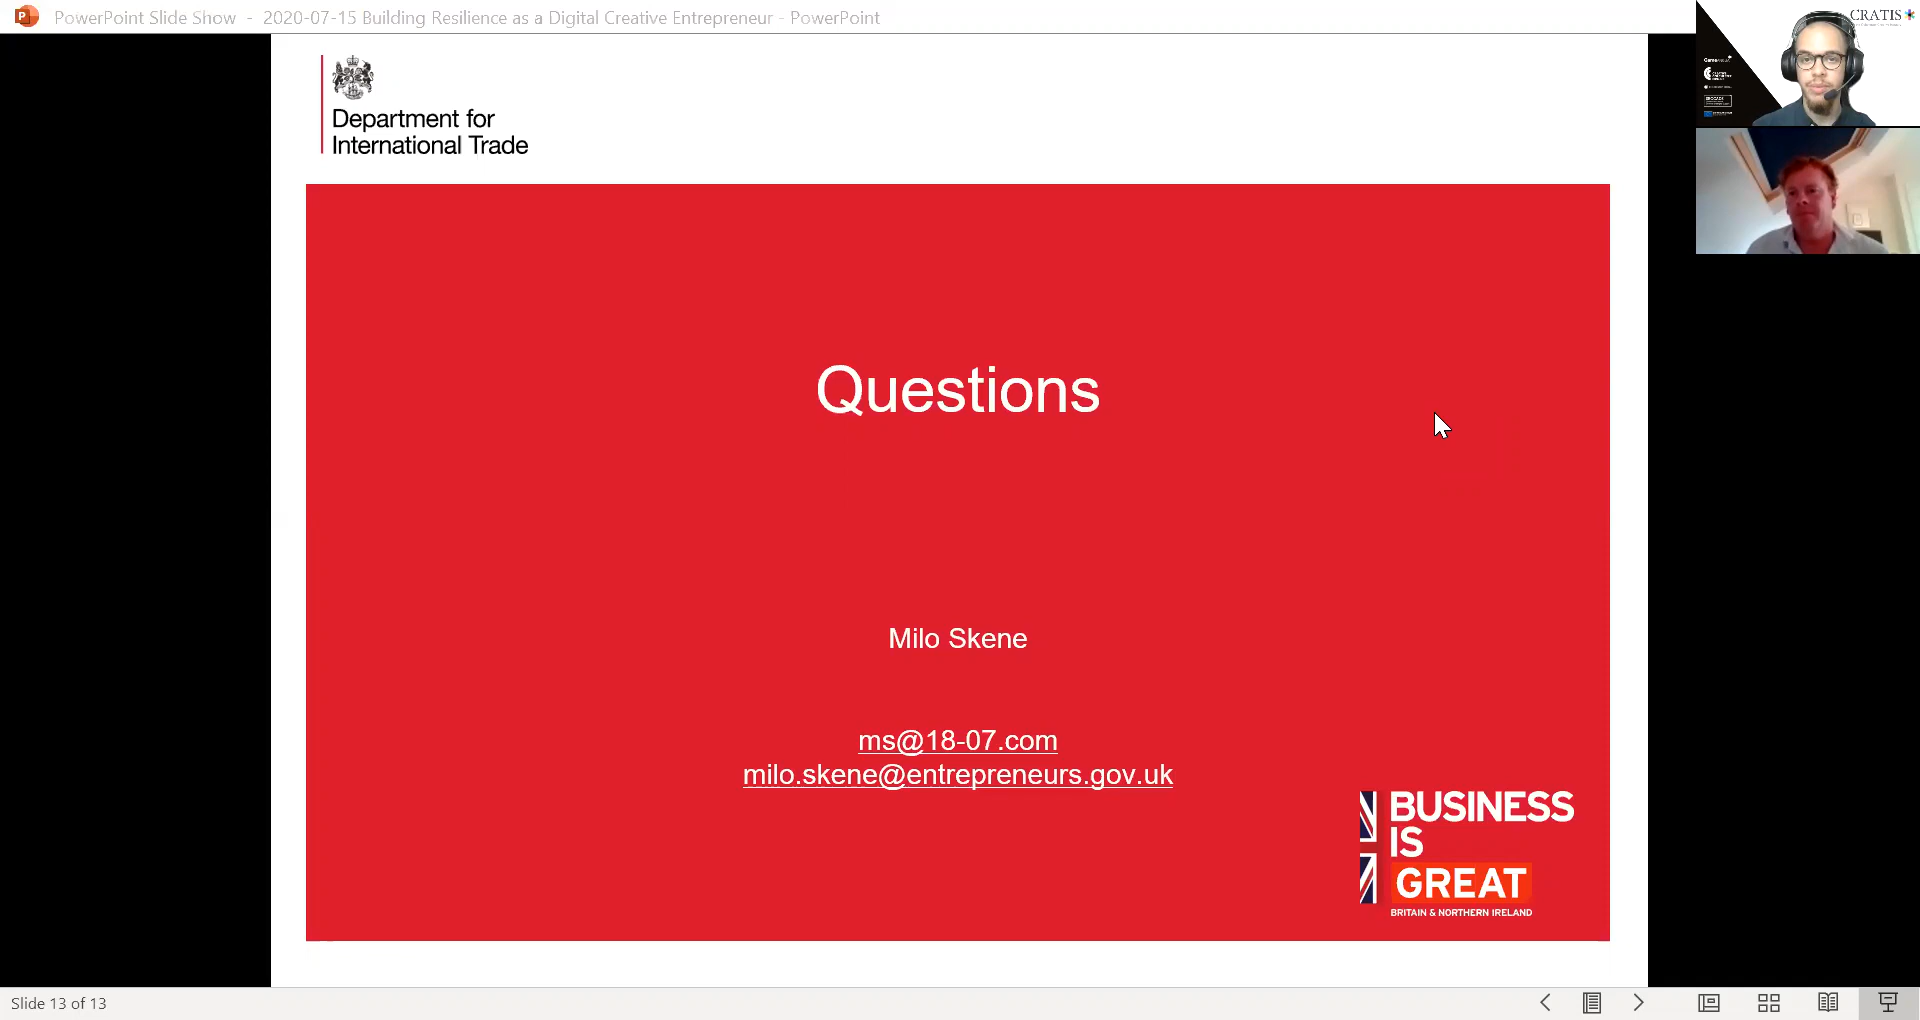 PowerPoint Slide Show - 2020-07-15 Building Resilience as a Digital Creative Entrepreneur - PowerPoint
CRATIS
Department for
International Trade
Questions
Milo Skene
ms@18-07.com
milo.skene@entrepreneurs.gov.uk
BUSINESS
IS
GREAT
BRITAIN & NORTHERN IRELAND
Slide 13 of 13